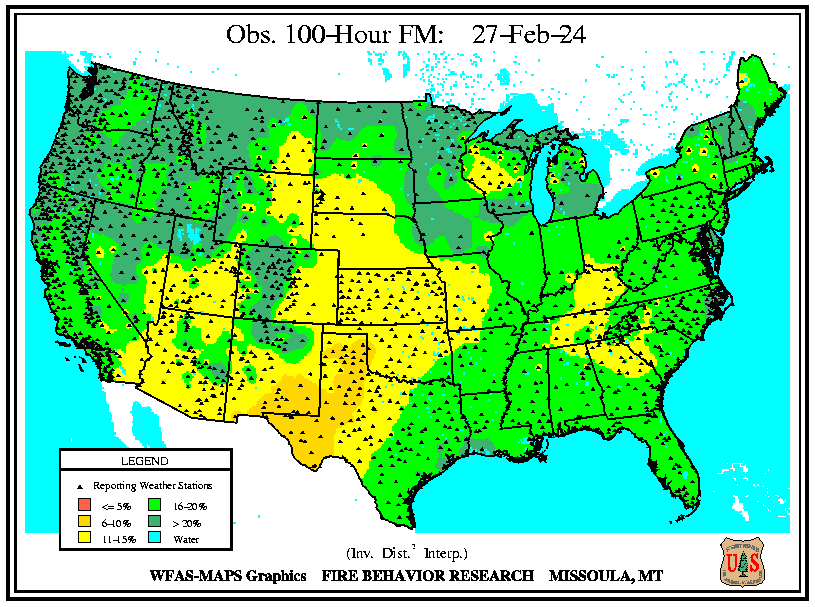 Obs. 100-Hour FM: 27-Feb-24
LEGEND
Reporting Weather Stations
<= 5% 16-20%
6-10% > 20%
11-15% Water
(Inv. Dist.² Interp.)
WFAS-MAPS Graphics FIRE BEHAVIOR RESEARCH MISSOULA, MT
U S